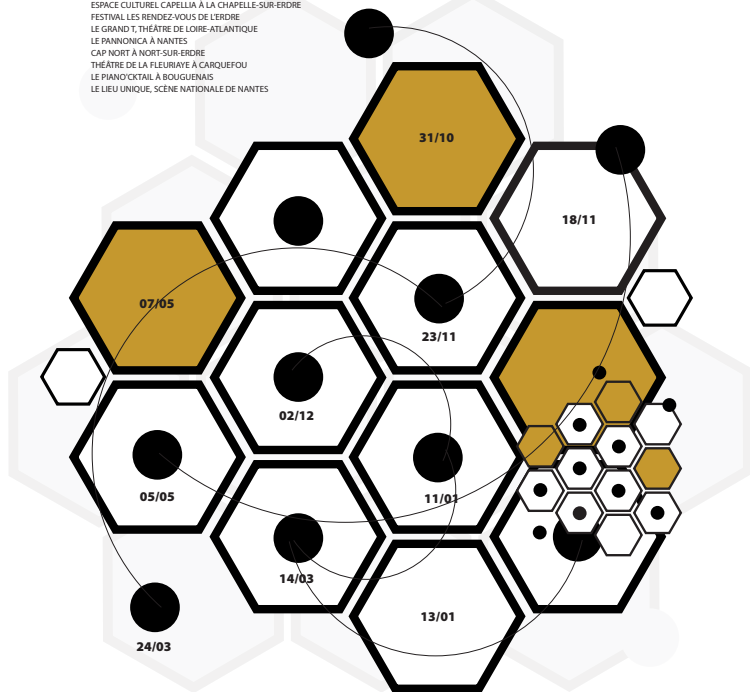 ESPACE CULTUREL CAPELLIA À LA CHAPELLE-SUR-ERDRE
FESTIVAL LES RENDEZ-VOUS DE L'ERDRE
LE GRAND T, THÉÂTRE DE LOIRE-ATLANTIQUE
LE PANNONICA À NANTES
CAP NORT À NORT-SUR-ERDRE
THÉÂTRE DE LA FLEURIAYE À CARQUEFOU
LE PIANO'CKTAIL À BOUGUENAIS
LE LIEU UNIQUE, SCÈNE NATIONALE DE NANTES
31/10
18/11
07/05
23/11
02/12
05/05
11/01
14/03
13/01
24/03